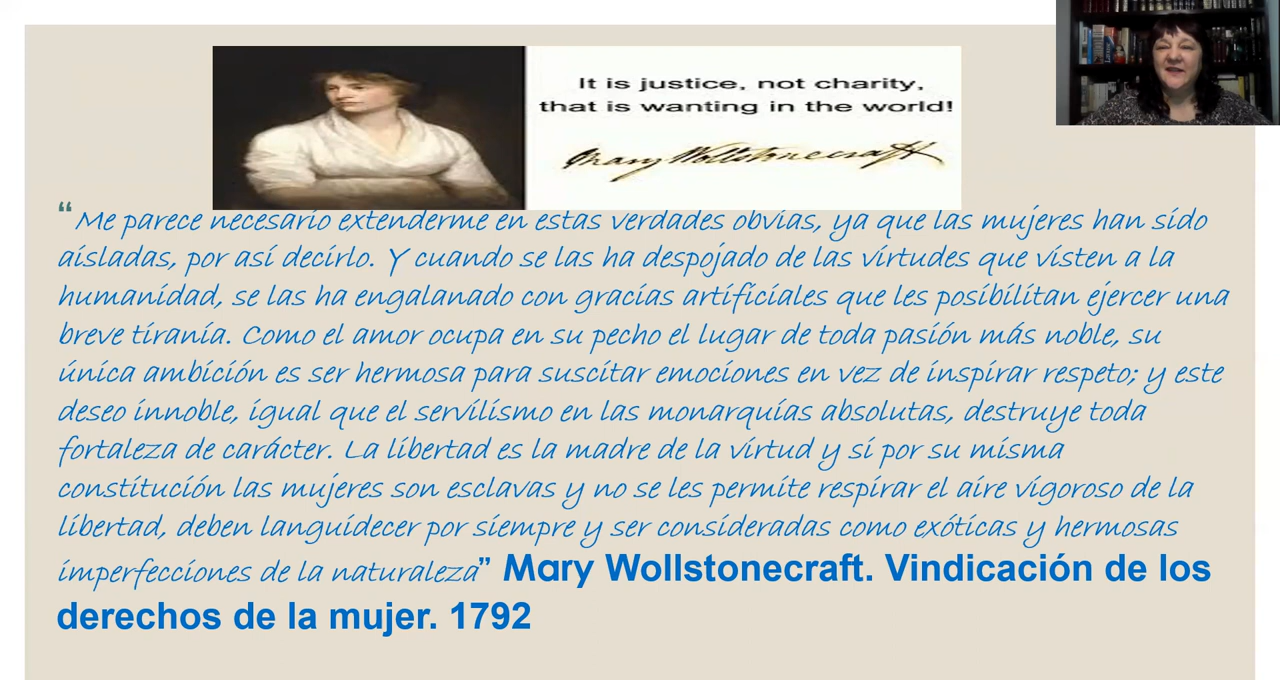 It is justice, not charity,
that is wanting in the world!
Mary Wollstonecraft
“Me parece necesario extenderme en estas verdades obvias, ya que las mujeres han sido
aisladas, por así decirlo. Y cuando se las ha despojado de las virtudes que visten a la
humanidad, se las ha engalanado con gracias artificiales que les posibilitan ejercer una
breve tiranía. Como el amor ocupa en su pecho el lugar de toda pasión más noble, su
única ambición es ser hermosa para suscitar emociones en vez de inspirar respeto; y este
deseo innoble, igual que el servilismo en las monarquías absolutas, destruye toda
fortaleza de carácter. La libertad es la madre de la virtud y si por su misma
constitución las mujeres son esclavas y no se les permite respirar el aire vigoroso de la
libertad, deben languidecer por siempre y ser consideradas como exóticas y hermosas
imperfecciones de la naturaleza” Mary Wollstonecraft. Vindicación de los
derechos de la mujer. 1792